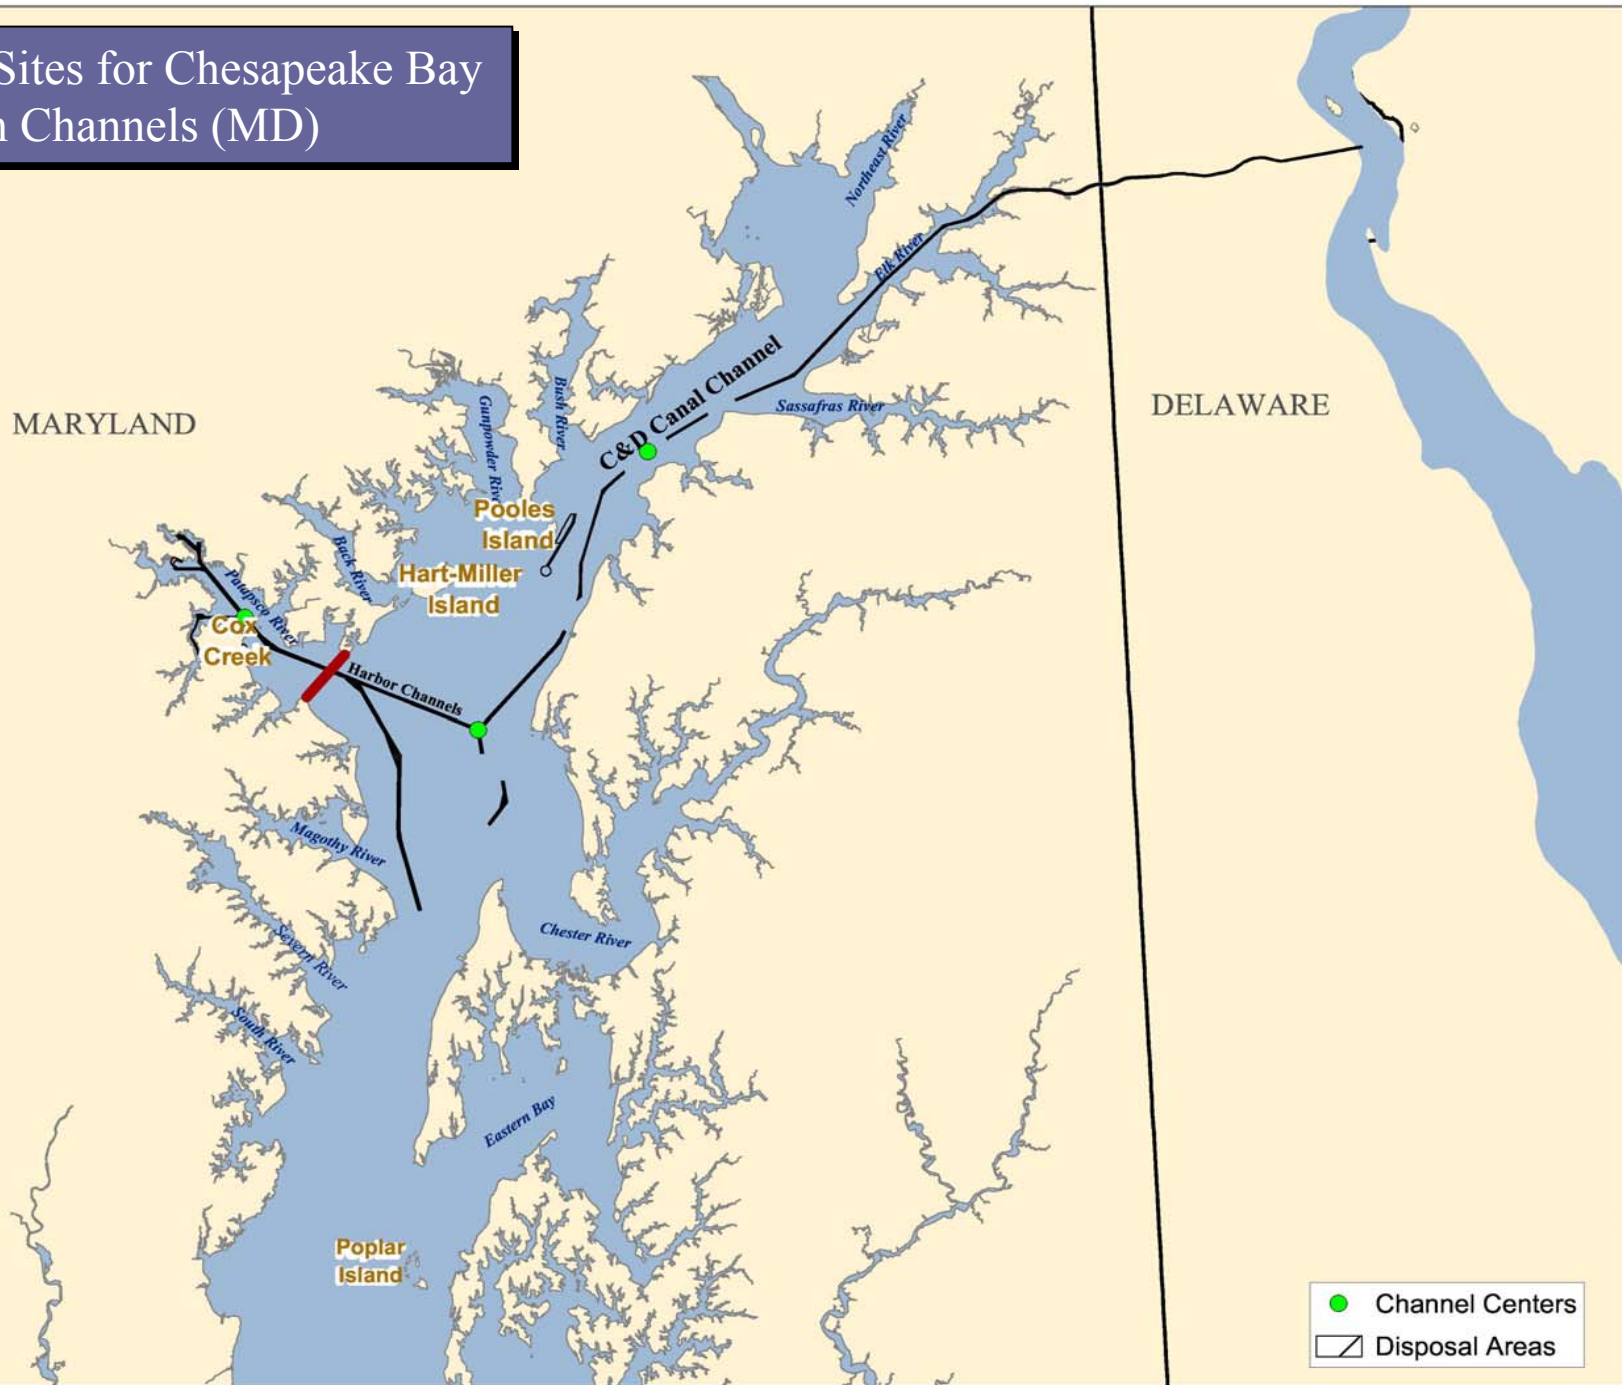 Sites for Chesapeake Bay
Channels (MD)
Northeast River
Elk River
C&D Canal Channel
Sassafras River
Bush River
Gunpowder River
MARYLAND
DELAWARE
Pooles
Island
Hart-Miller
Island
Back River
Patapsco River
Cox
Creek
Harbor Channels
Magothy River
Chester River
Severn River
South River
Eastern Bay
Poplar
Island
Channel Centers
Disposal Areas